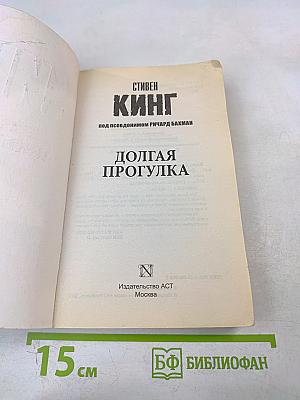 СТИВЕН
КИНГ
под псевдонимом РИЧАРД БАХМАН
ДОЛГАЯ
ПРОГУЛКА
N
Издательство АСТ
Москва
15 см
БФ БИБЛИОФАН